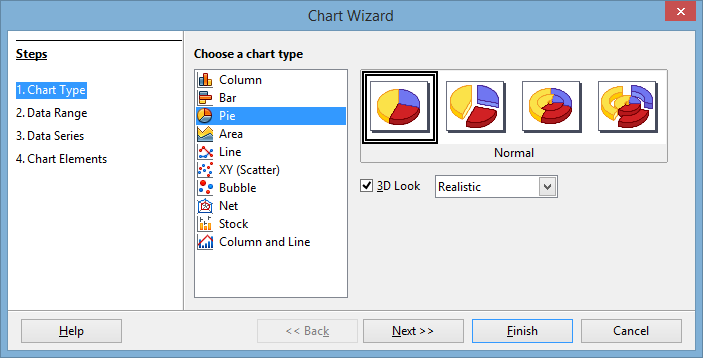 Chart Wizard
Steps
1. Chart Type
2. Data Range
3. Data Series
4. Chart Elements
Choose a chart type
Column
Bar
Pie
Area
Line
XY (Scatter)
Bubble
Net
Stock
Column and Line
Normal
3D Look
Realistic
Help
<< Back
Next >>
Finish
Cancel